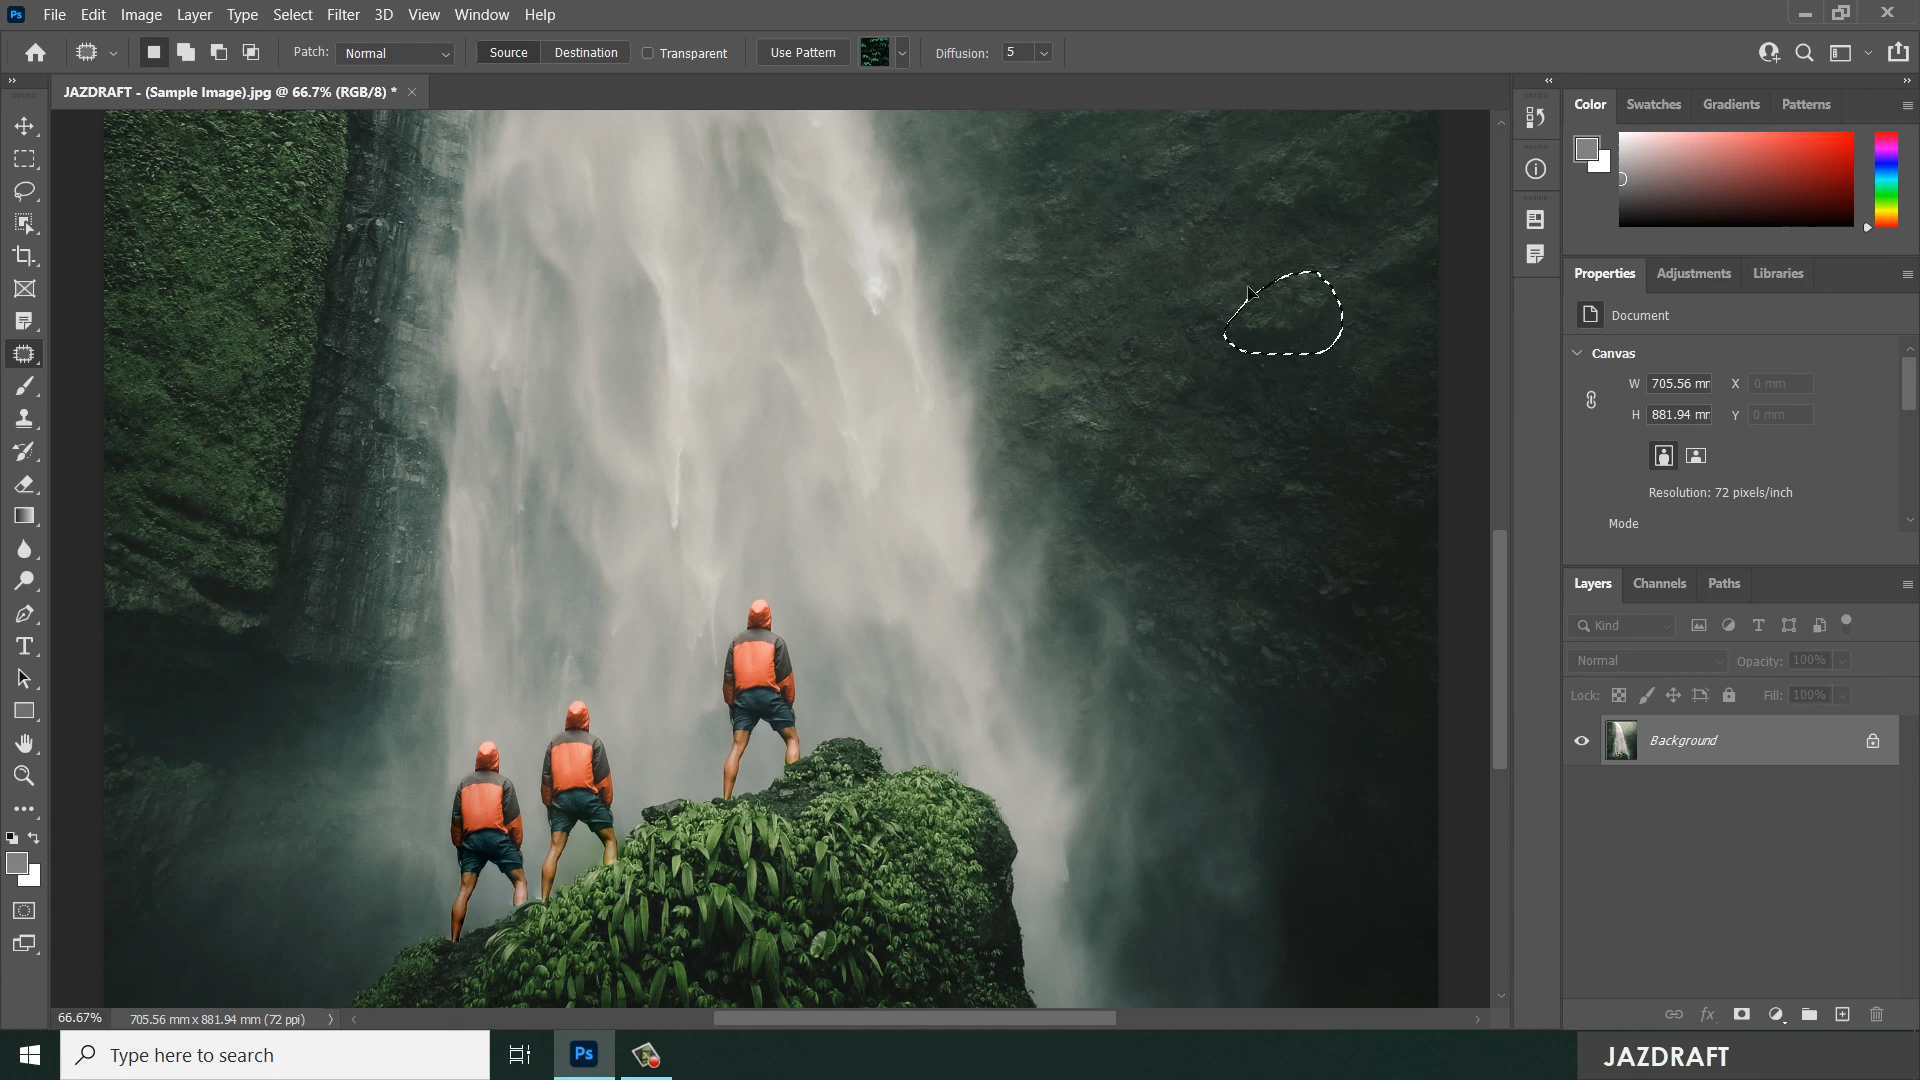 Ps File Edit Image Layer Type Select Filter 3D View Window Help
Patch: Normal Source Destination Transparent Use Pattern Diffusion: 5
JAZDRAFT - (Sample Image).jpg @ 66.7% (RGB/8) * ×
Color Swatches Gradients Patterns
Properties Adjustments Libraries
Document
Canvas
W 705.56 mr X 0 mm
H 881.94 mr Y 0 mm
Resolution: 72 pixels/inch
Mode
Layers Channels Paths
Kind
Normal Opacity: 100%
Lock: Fill: 100%
Background
66.67% 705.56 mm x 881.94 mm (72 ppi)
Type here to search
Ps
JAZDRAFT